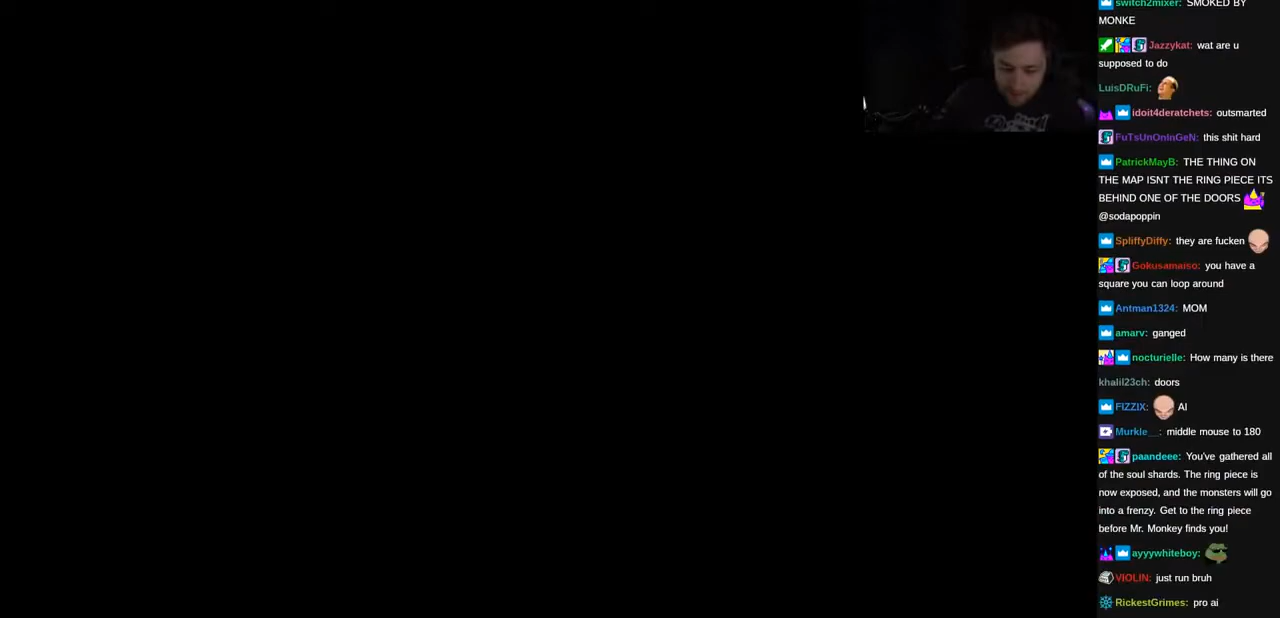 switch2mixer: SMOKED BY
MONKE
Jazzykat: wat are u
supposed to do
LuisDRuFi:
idoit4deratchets: outsmarted
FuTsUnOnInGeN: this shit hard
PatrickMayB: THE THING ON
THE MAP ISNT THE RING PIECE ITS
BEHIND ONE OF THE DOORS
@sodapoppin
SpliffyDiffy: they are fucken
Gokusamaiso: you have a
square you can loop around
Antman1324: MOM
amarv: ganged
nocturielle: How many is there
khalil23ch: doors
FIZZIX: AI
Murkle__: middle mouse to 180
paandeee: You've gathered all
of the soul shards. The ring piece is
now exposed, and the monsters will go
into a frenzy. Get to the ring piece
before Mr. Monkey finds you!
ayyywhiteboy:
VIOLIN: just run bruh
RickestGrimes: pro ai